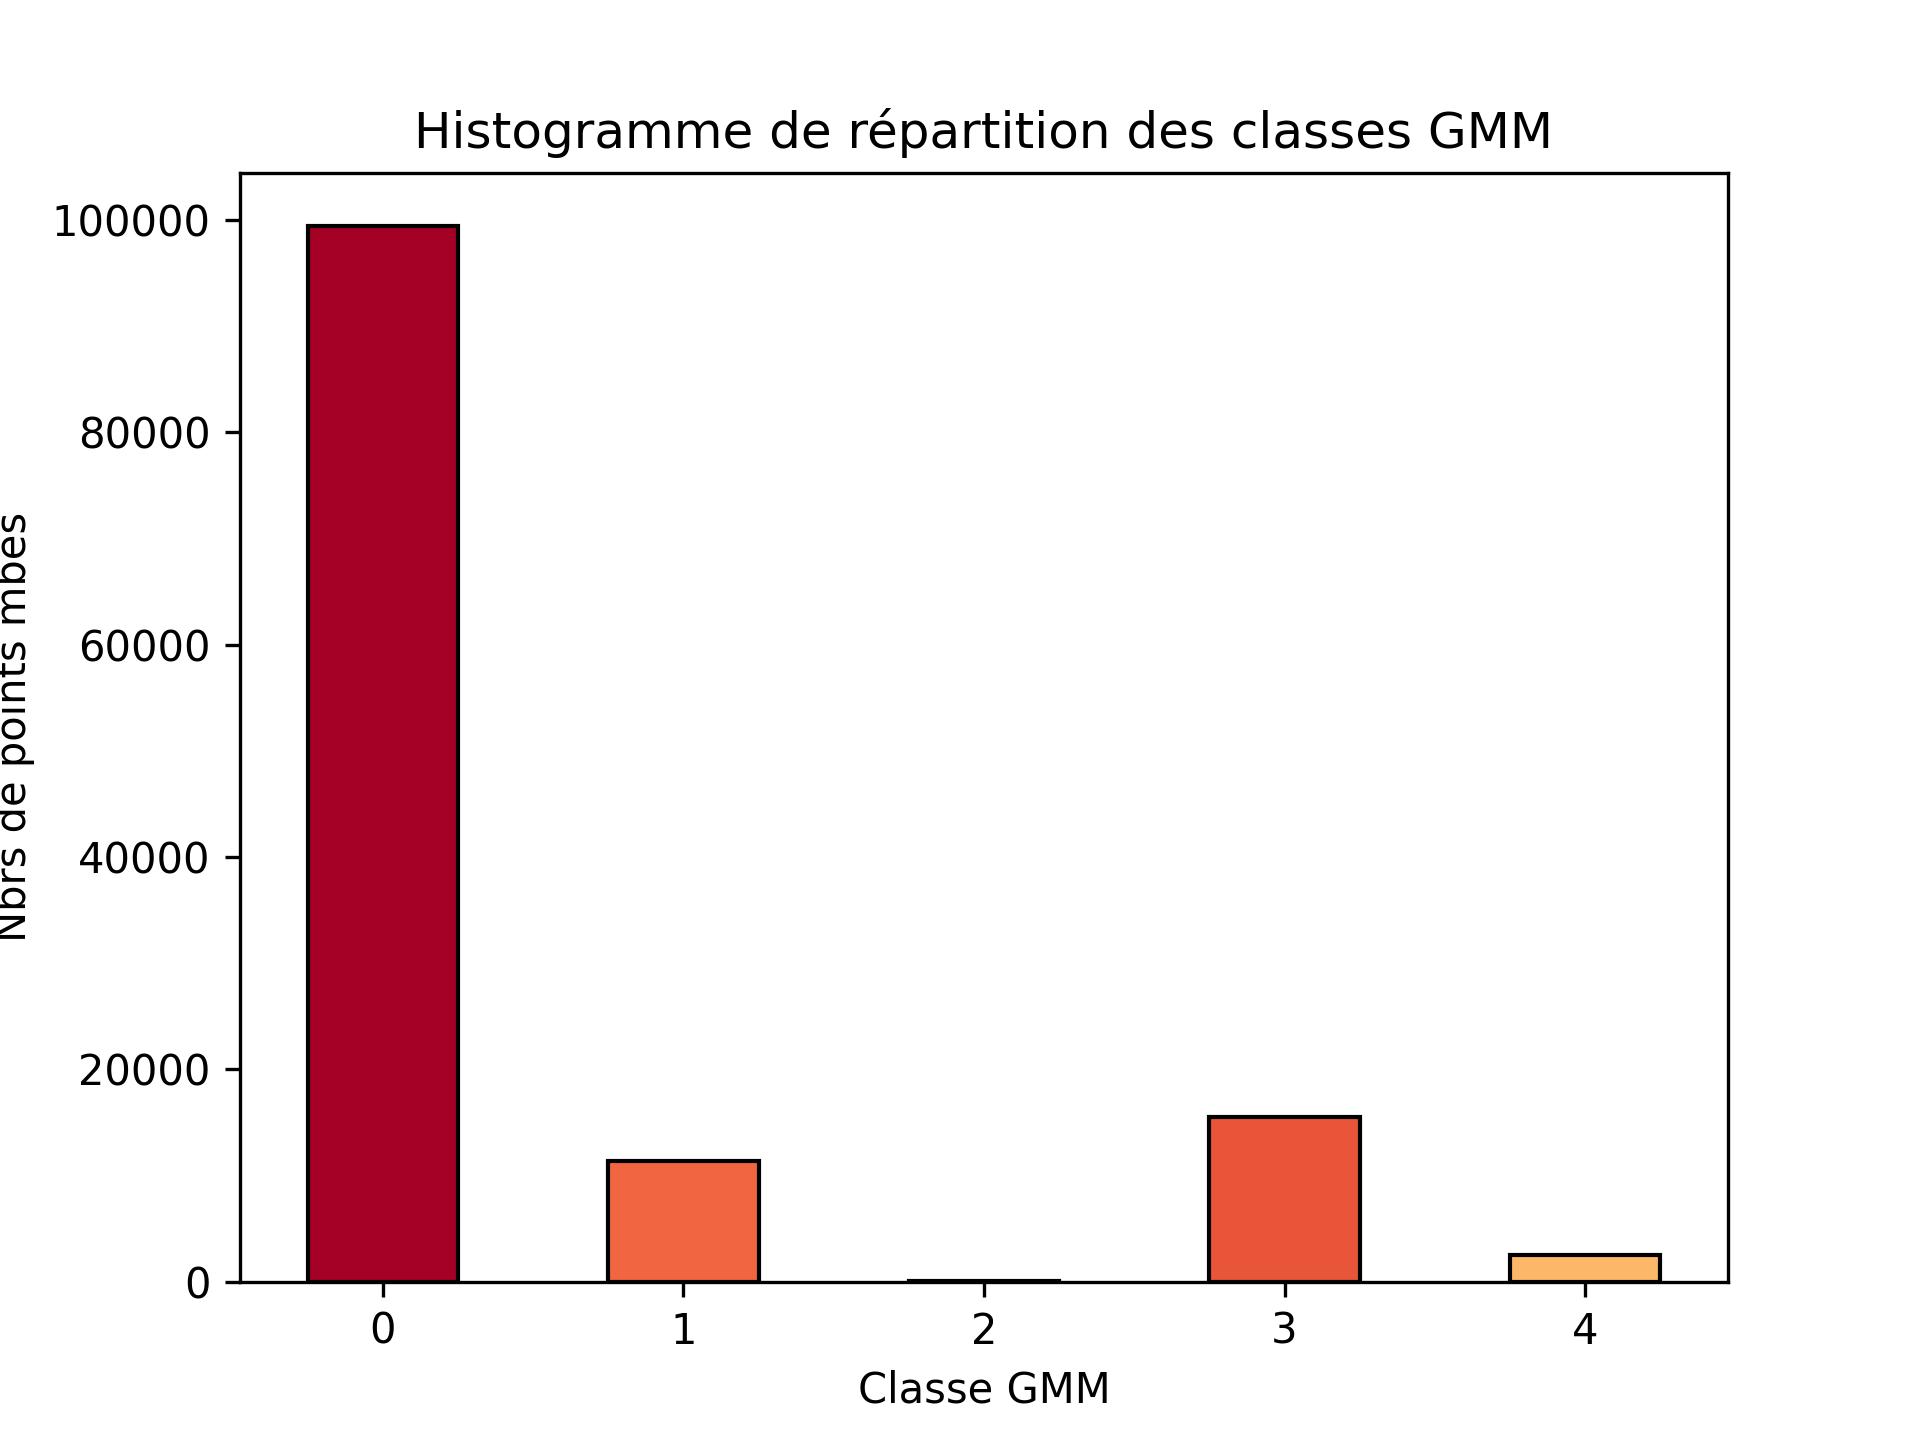 Histogramme de répartition des classes GMM
100000
80000
60000
40000
20000
0
Nbrs de points mbes
0 1 2 3 4
Classe GMM